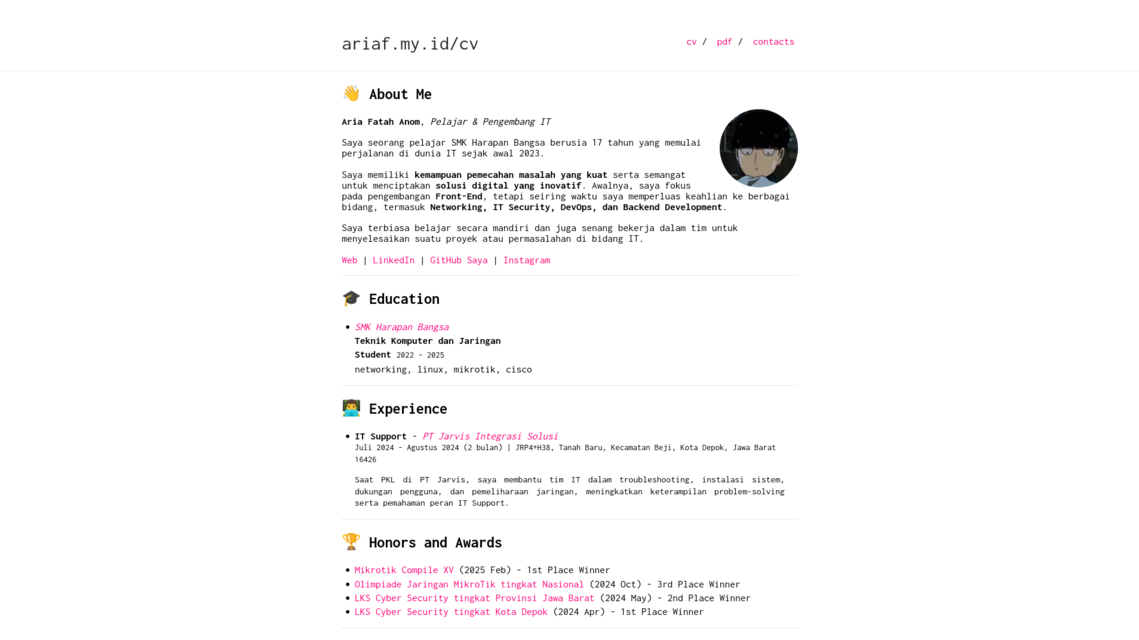 ariaf.my.id/cv
cv / pdf / contacts
👋 About Me
Aria Fatah Anom, Pelajar & Pengembang IT
Saya seorang pelajar SMK Harapan Bangsa berusia 17 tahun yang memulai
perjalanan di dunia IT sejak awal 2023.
Saya memiliki kemampuan pemecahan masalah yang kuat serta semangat
untuk menciptakan solusi digital yang inovatif. Awalnya, saya fokus
pada pengembangan Front-End, tetapi seiring waktu saya memperluas keahlian ke berbagai
bidang, termasuk Networking, IT Security, DevOps, dan Backend Development.
Saya terbiasa belajar secara mandiri dan juga senang bekerja dalam tim untuk
menyelesaikan suatu proyek atau permasalahan di bidang IT.
Web | LinkedIn | GitHub Saya | Instagram
🎓 Education
• SMK Harapan Bangsa
Teknik Komputer dan Jaringan
Student 2022 - 2025
networking, linux, mikrotik, cisco
👨‍💻 Experience
• IT Support - PT Jarvis Integrasi Solusi
Juli 2024 - Agustus 2024 (2 bulan) | JRP4+H38, Tanah Baru, Kecamatan Beji, Kota Depok, Jawa Barat
16426
Saat PKL di PT Jarvis, saya membantu tim IT dalam troubleshooting, instalasi sistem,
dukungan pengguna, dan pemeliharaan jaringan, meningkatkan keterampilan problem-solving
serta pemahaman peran IT Support.
🏆 Honors and Awards
• Mikrotik Compile XV (2025 Feb) - 1st Place Winner
• Olimpiade Jaringan MikroTik tingkat Nasional (2024 Oct) - 3rd Place Winner
• LKS Cyber Security tingkat Provinsi Jawa Barat (2024 May) - 2nd Place Winner
• LKS Cyber Security tingkat Kota Depok (2024 Apr) - 1st Place Winner